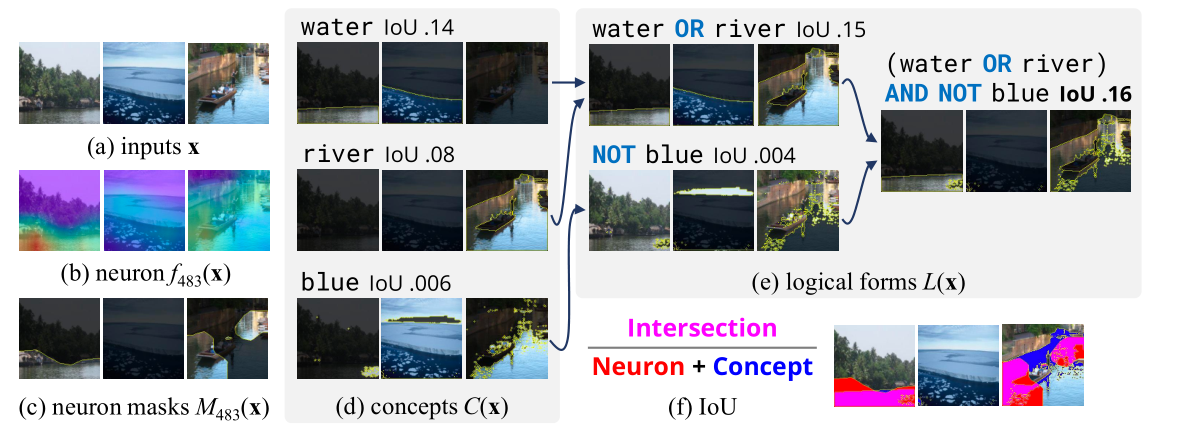 (a) inputs x
(b) neuron f483(x)
(c) neuron masks M483(x)
water IoU .14
river IoU .08
blue IoU .006
(d) concepts C(x)
water OR river IoU .15
NOT blue IoU .004
(water OR river)
AND NOT blue IoU .16
(e) logical forms L(x)
Intersection
Neuron + Concept
(f) IoU